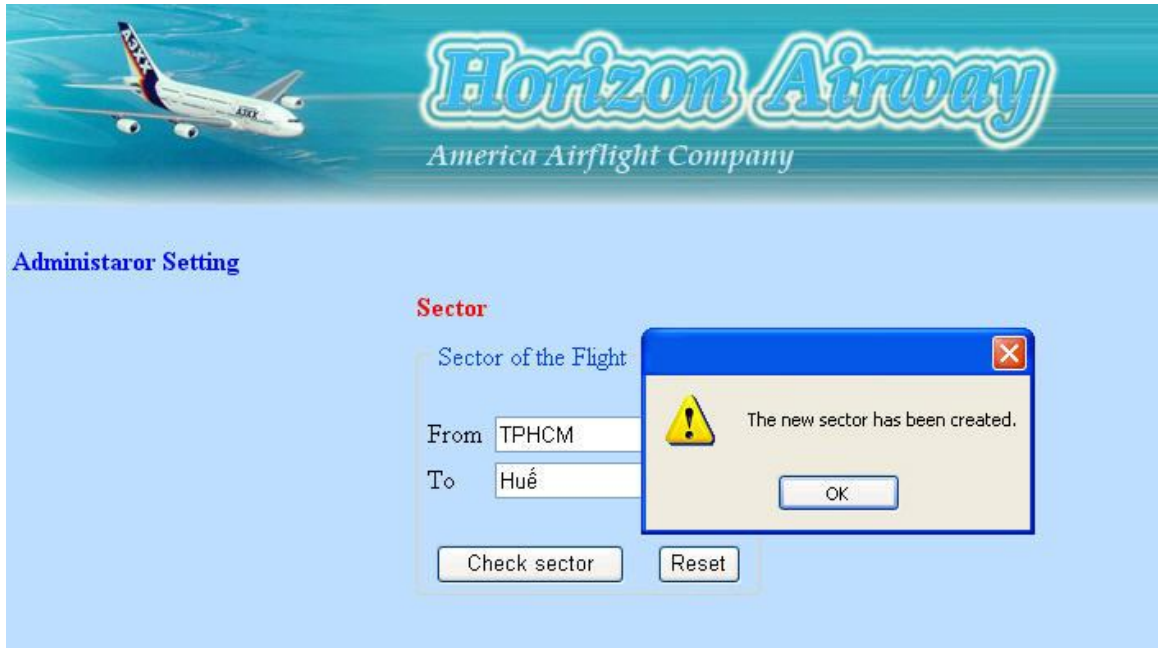 A3XX
A3XX
Horizon Airway
America Airflight Company
Administaror Setting
Sector
Sector of the Flight
The new sector has been created.
From TPHCM
To Huế
OK
Check sector Reset